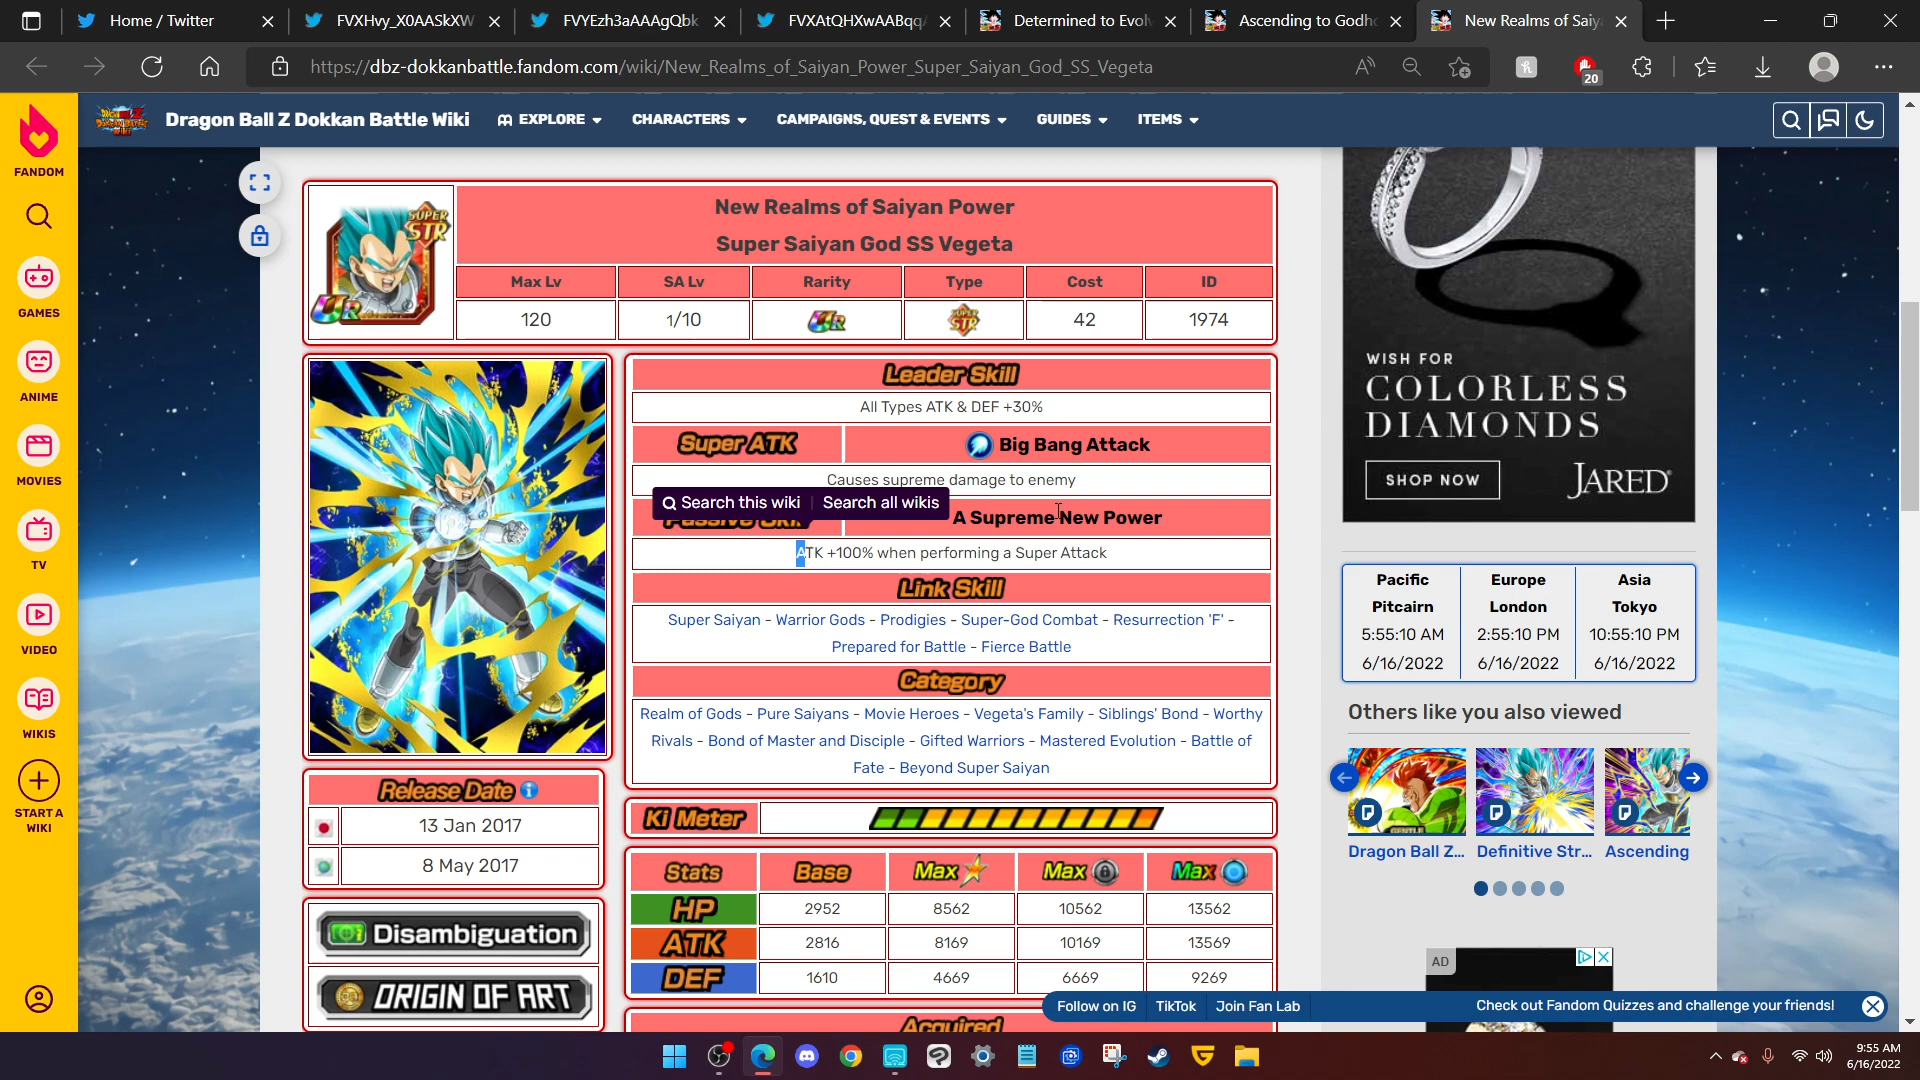 Home / Twitter
FVXHvy_X0AASkXW
FVYEzh3aAAAgQbk
FVXAtQHXwAABqq
Determined to Evol
Ascending to Godh
New Realms of Saiy
https://dbz-dokkanbattle.fandom.com/wiki/New_Realms_of_Saiyan_Power_Super_Saiyan_God_SS_Vegeta
20
Dragon Ball Z Dokkan Battle Wiki
EXPLORE
CHARACTERS
CAMPAIGNS, QUEST & EVENTS
GUIDES
ITEMS
FANDOM
GAMES
ANIME
MOVIES
TV
VIDEO
WIKIS
START A
WIKI
SUPER
STR
UR
New Realms of Saiyan Power
Super Saiyan God SS Vegeta
Max Lv
SA Lv
Rarity
Type
Cost
ID
120
1/10
UR
SUPER
STR
42
1974
Leader Skill
All Types ATK & DEF +30%
Super ATK
Big Bang Attack
Causes supreme damage to enemy
Search this wiki
Search all wikis
Passive Skill
A Supreme New Power
ATK +100% when performing a Super Attack
Link Skill
Super Saiyan - Warrior Gods - Prodigies - Super-God Combat - Resurrection 'F' -
Prepared for Battle - Fierce Battle
Category
Realm of Gods - Pure Saiyans - Movie Heroes - Vegeta's Family - Siblings' Bond - Worthy
Rivals - Bond of Master and Disciple - Gifted Warriors - Mastered Evolution - Battle of
Fate - Beyond Super Saiyan
Release Date
13 Jan 2017
8 May 2017
Disambiguation
ORIGIN OF ART
Ki Meter
Stats
Base
Max
Max
Max
HP
2952
8562
10562
13562
ATK
2816
8169
10169
13569
DEF
1610
4669
6669
9269
Acquired
WISH FOR
COLORLESS
DIAMONDS
SHOP NOW
JARED
Pacific
Pitcairn
5:55:10 AM
6/16/2022
Europe
London
2:55:10 PM
6/16/2022
Asia
Tokyo
10:55:10 PM
6/16/2022
Others like you also viewed
GENTLE
Dragon Ball Z...
Definitive Str...
Ascending
AD
Follow on IG
TikTok
Join Fan Lab
Check out Fandom Quizzes and challenge your friends!
9:55 AM
6/16/2022